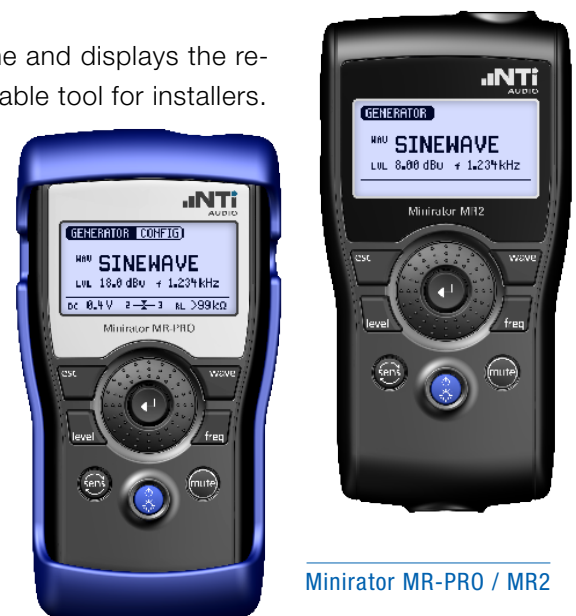 ne and displays the re-
able tool for installers.
NTi
AUDIO
GENERATOR
WAV SINEWAVE
LVL 8.00 dBu f 1.234kHz
Minirator MR2
esc wave
level freq
sens mute
NTi
AUDIO
GENERATOR CONFIG
WAV SINEWAVE
LVL 18.0 dBu f 1.234kHz
DC 0.4V 2 3 RL >99kΩ
Minirator MR-PRO
esc wave
level freq
sens mute
Minirator MR-PRO / MR2